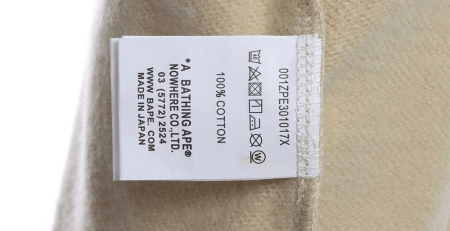 001ZPE301017X
100% COTTON
*A BATHING APE®
NOWHERE CO.,LTD.
03 (5772) 2524
WWW. BAPE. COM
MADE IN JAPAN